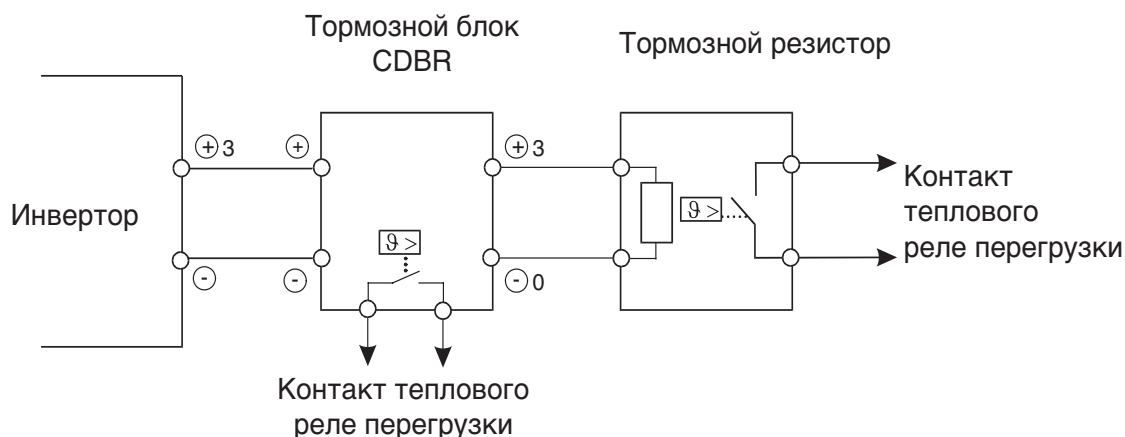 Тормозной блок
CDBR
Тормозной резистор
+ 3
+
+ 3
Инвертор
ϑ >
ϑ >
Контакт
теплового
реле перегрузки
-
-
- 0
Контакт теплового
реле перегрузки